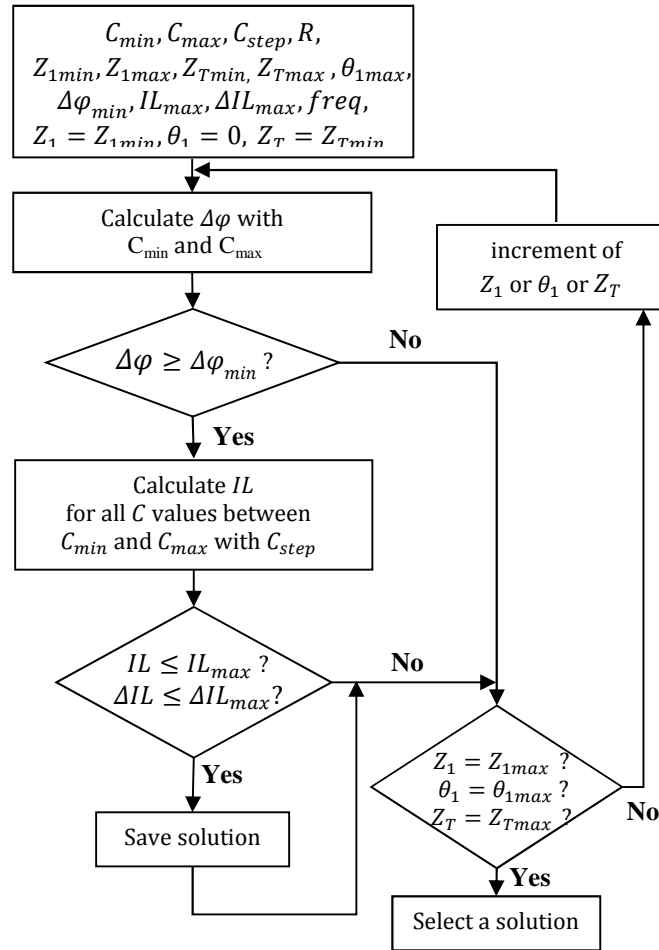 C_min, C_max, C_step, R,
Z_1min, Z_1max, Z_Tmin, Z_Tmax, θ_1max,
Δφ_min, IL_max, ΔIL_max, freq,
Z_1 = Z_1min, θ_1 = 0, Z_T = Z_Tmin
Calculate Δφ with
C_min and C_max
increment of
Z_1 or θ_1 or Z_T
Δφ ≥ Δφ_min ?
No
Yes
Calculate IL
for all C values between
C_min and C_max with C_step
IL ≤ IL_max ?
ΔIL ≤ ΔIL_max?
No
Yes
Save solution
Z_1 = Z_1max ?
θ_1 = θ_1max ?
Z_T = Z_Tmax ?
No
Yes
Select a solution